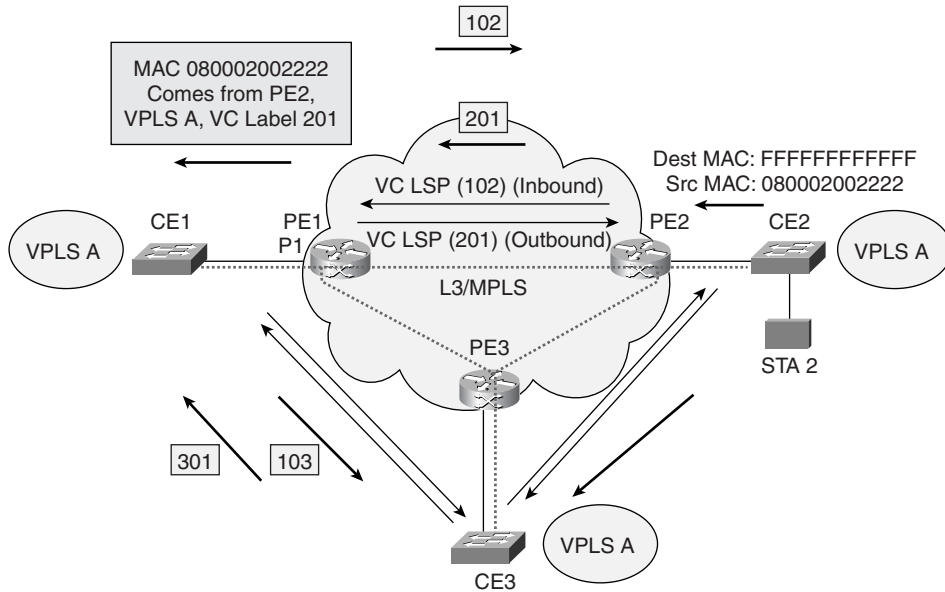 102
MAC 080002002222
Comes from PE2,
VPLS A, VC Label 201
201
Dest MAC: FFFFFFFFFFFF
Src MAC: 080002002222
VC LSP (102) (Inbound)
CE1
PE1
P1
VC LSP (201) (Outbound)
PE2
CE2
VPLS A
VPLS A
L3/MPLS
PE3
STA 2
301
103
VPLS A
CE3